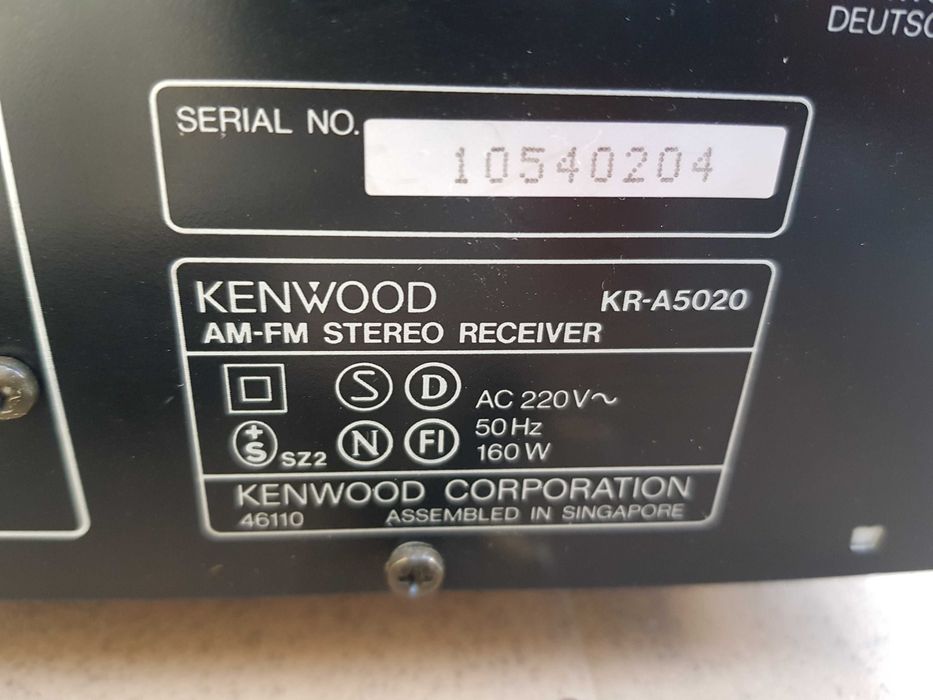 DEUTSC
SERIAL NO. 10540204
KENWOOD KR-A5020
AM-FM STEREO RECEIVER
S D AC 220V~
50Hz
+S SZ2 N FI 160W
KENWOOD CORPORATION
46110 ASSEMBLED IN SINGAPORE